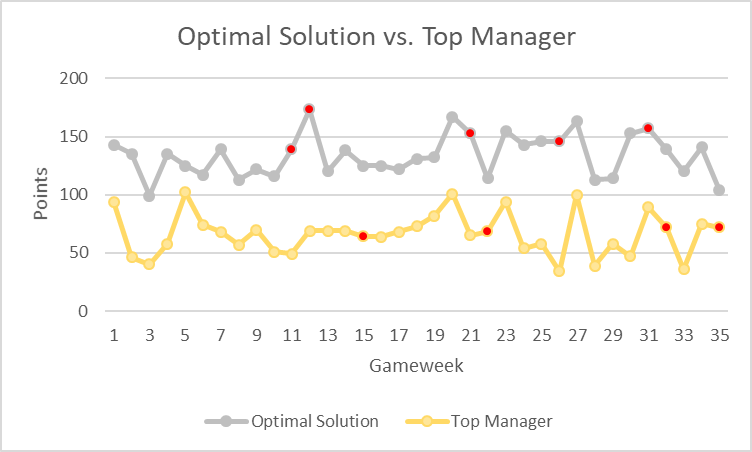 Optimal Solution vs. Top Manager
200
150
100
50
0
Points
1 3 5 7 9 11 13 15 17 19 21 23 25 27 29 31 33 35
Gameweek
Optimal Solution Top Manager